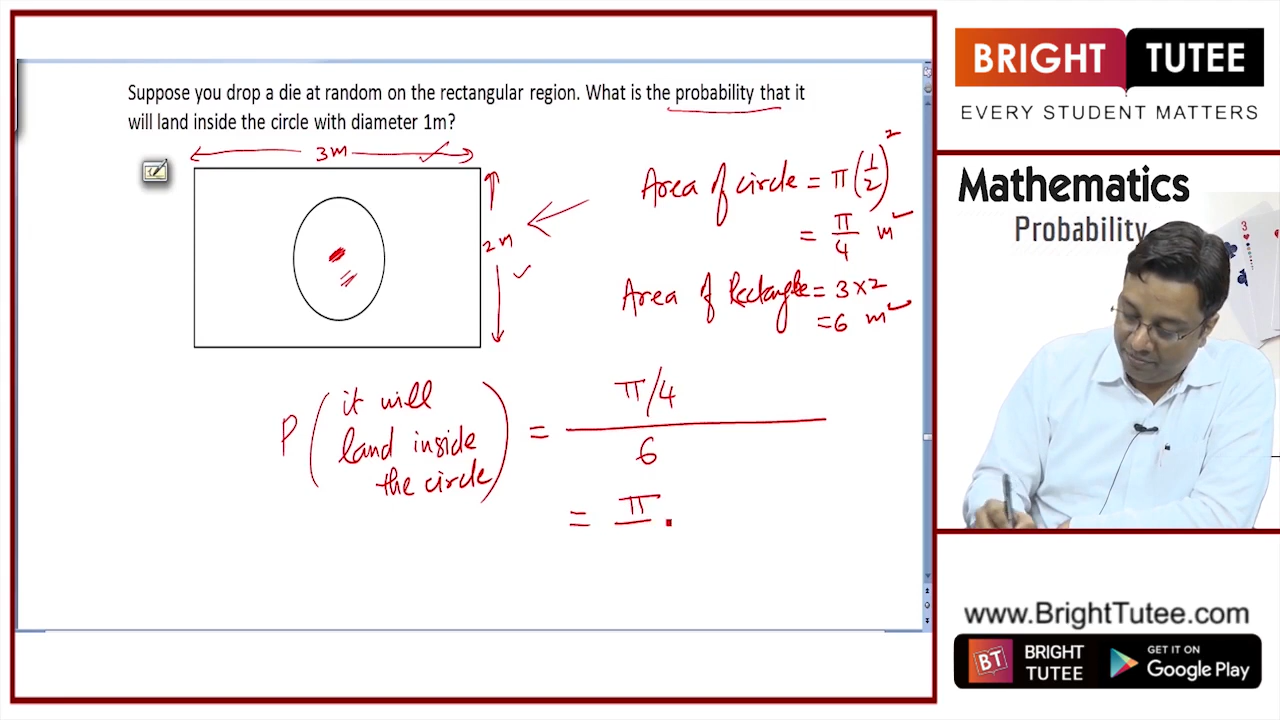 BRIGHT TUTEE
EVERY STUDENT MATTERS
Suppose you drop a die at random on the rectangular region. What is the probability that it
will land inside the circle with diameter 1m?
3m
2m
Area of circle = π(1/2)²
= π/4 m²
Area of Rectangle = 3×2
= 6 m²
P(it will
land inside
the circle) = π/4
6
= π
Mathematics
Probability
3
www.BrightTutee.com
BT
BRIGHT
TUTEE
GET IT ON
Google Play